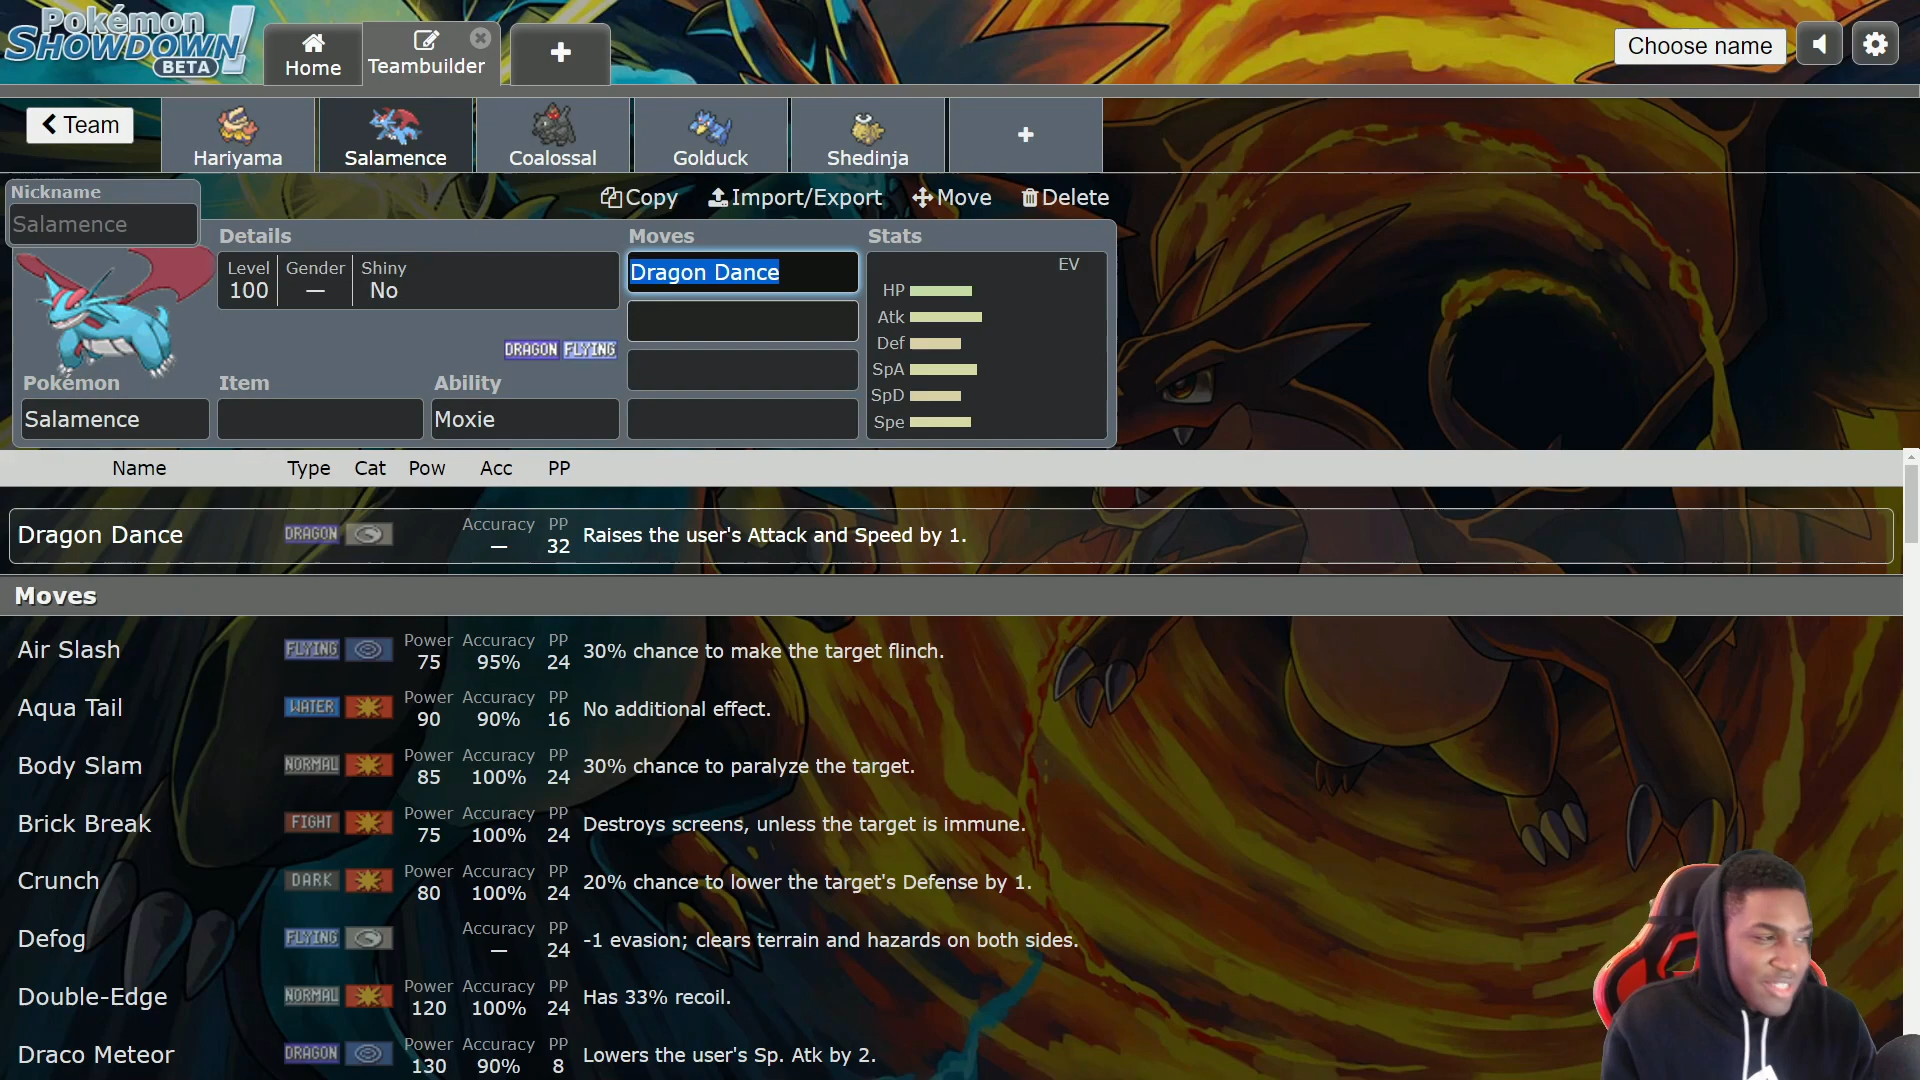 Pokémon
SHOWDOWN!
BETA
Home
Teambuilder
Choose name
Team
Hariyama
Salamence
Coalossal
Golduck
Shedinja
Nickname
Salamence
Copy
Import/Export
Move
Delete
Details
Level Gender Shiny
100 — No
DRAGON FLYING
Pokémon
Salamence
Item
Ability
Moxie
Moves
Dragon Dance
Stats
EV
HP
Atk
Def
SpA
SpD
Spe
Name Type Cat Pow Acc PP
Dragon Dance DRAGON Accuracy — PP 32 Raises the user's Attack and Speed by 1.
Moves
Air Slash FLYING Power 75 Accuracy 95% PP 24 30% chance to make the target flinch.
Aqua Tail WATER Power 90 Accuracy 90% PP 16 No additional effect.
Body Slam NORMAL Power 85 Accuracy 100% PP 24 30% chance to paralyze the target.
Brick Break FIGHT Power 75 Accuracy 100% PP 24 Destroys screens, unless the target is immune.
Crunch DARK Power 80 Accuracy 100% PP 24 20% chance to lower the target's Defense by 1.
Defog FLYING Accuracy — PP 24 -1 evasion; clears terrain and hazards on both sides.
Double-Edge NORMAL Power 120 Accuracy 100% PP 24 Has 33% recoil.
Draco Meteor DRAGON Power 130 Accuracy 90% PP 8 Lowers the user's Sp. Atk by 2.